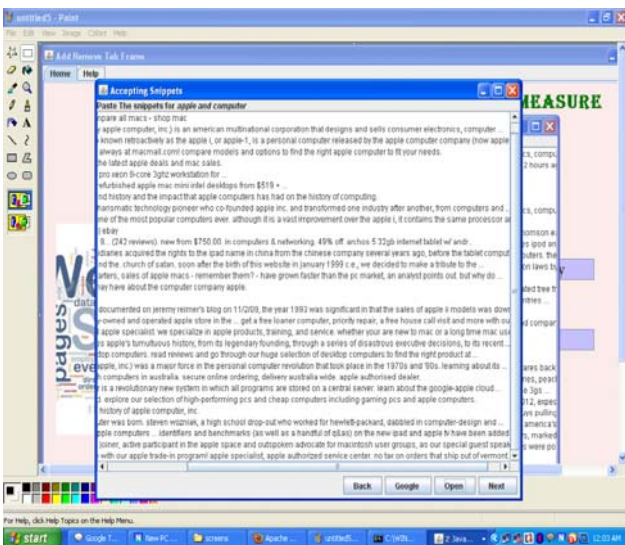 untitled5 - Paint
File Edit View Image Colors Help
Add Remove Tab Frame
Home Help
MEASURE
Accepting Snippets
Paste The snippets for apple and computer
mpare all macs - shop mac
y apple computer, inc.) is an american multinational corporation that designs and sells consumer electronics, computer ...
known retroactively as the apple i, or apple-1, is a personal computer released by the apple computer company (now apple
always at macmall.com! compare models and options to find the right apple computer to fit your needs.
the latest apple deals and mac sales.
pro xeon 8-core 3ghz workstation for ...
refurbished apple mac mini intel desktops from $519 + ...
nd history and the impact that apple computers has had on the history of computing.
charismatic technology pioneer who co-founded apple inc. and transformed one industry after another, from computers and ...
me of the most popular computers ever. although it is a vast improvement over the apple i, it contains the same processor a
| ebay
8... (242 reviews). new from $750.00. in computers & networking. 49% off. archos 5 32gb internet tablet w/ andr.
idiaries acquired the rights to the ipad name in china from the chinese company several years ago, before the tablet comput
and the. church of satan. soon after the birth of this website in january 1999 c.e., we decided to make a tribute to the ...
arters, sales of apple macs - remember them? - have grown faster than the pc market, an analyst points out. but why do ...
may have about the computer company apple.
documented on jeremy reimer's blog on 11/2/09, the year 1993 was significant in that the sales of apple ii models was down
-owned and operated apple store in the ... get a free loaner computer, priority repair, a free house call visit and more with ou
apple specialist. we specialize in apple products, training, and service. whether your are new to mac or a long time mac use
es apple's tumultuous history, from its legendary founding, through a series of disastrous executive decisions, to its recent.
top computers. read reviews and go through our huge selection of desktop computers to find the right product at ...
apple, inc.) was a major force in the personal computer revolution that took place in the 1970s and '80s. learning about its ...
h computers in australia. secure online ordering, delivery australia wide. apple authorised dealer.
r is a revolutionary new system in which all programs are stored on a central server. learn about the google-apple cloud...
. explore our selection of high-performing pcs and cheap computers including gaming pcs and apple computers.
history of apple computer, inc.
uter was born. steven wozniak, a high school drop-out who worked for hewlett-packard, dabbled in computer-design and ...
pple computers ... identifiers and benchmarks (as well as a handful of q&as) on the new ipad and apple tv have been added
joiner, active participant in the apple space and outspoken advocate for macintosh user groups, as our special guest speak
with our apple trade-in program! apple specialist, apple authorized service center. no tax on orders that ship out of vermont.
Back Google Open Next
pages
data
eve
For Help, click Help Topics on the Help Menu.
start Google T... New PC ... screens Apache ... untitled5... C:\WIN... 2 Java... 12:03 AM